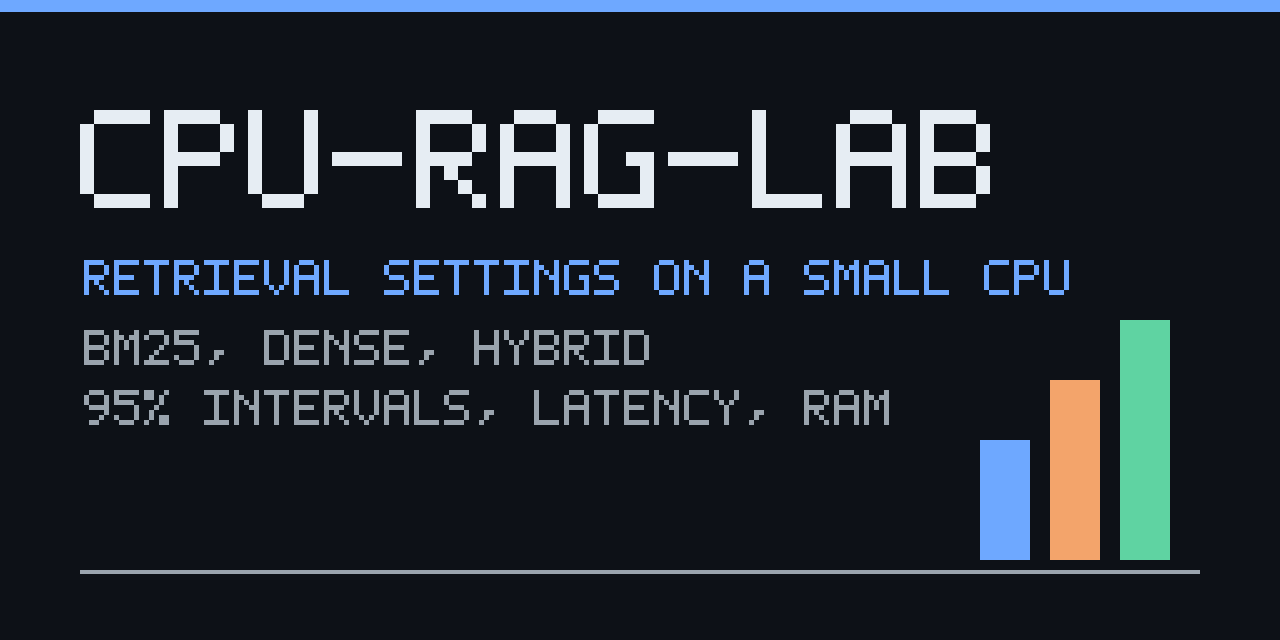 CPU-RAG-LAB
RETRIEVAL SETTINGS ON A SMALL CPU
BM25, DENSE, HYBRID
95% INTERVALS, LATENCY, RAM